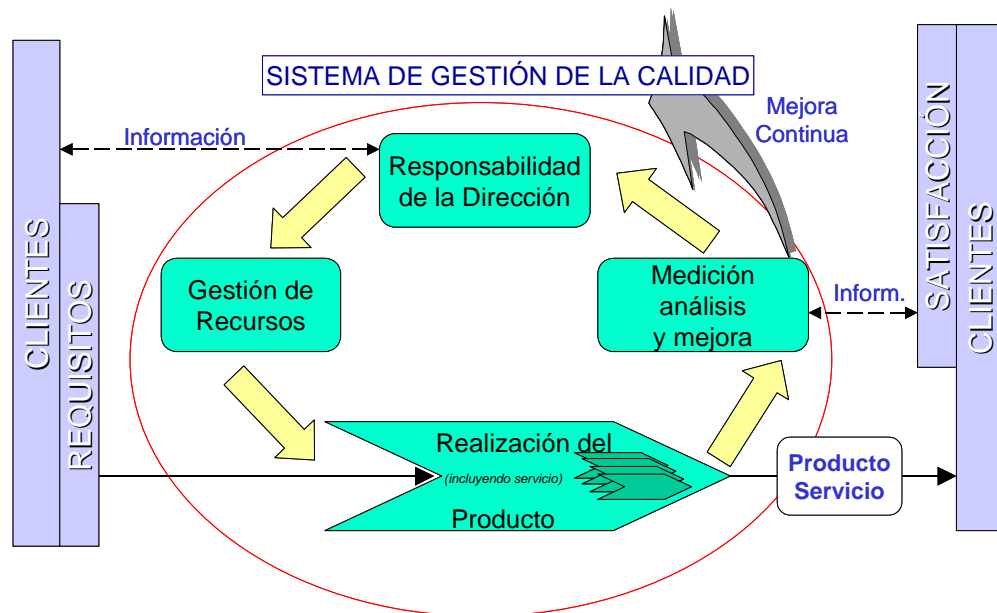 SISTEMA DE GESTIÓN DE LA CALIDAD
Mejora
Continua
Información
Responsabilidad
de la Dirección
CLIENTES
REQUISITOS
Gestión de
Recursos
Medición
análisis
y mejora
Inform.
SATISFACCIÓN
CLIENTES
Realización del
(incluyendo servicio)
Producto
Producto
Servicio